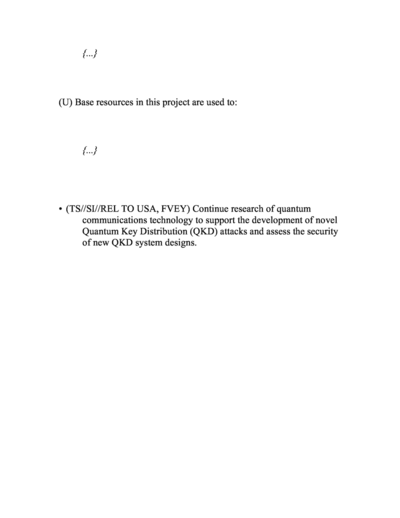 {...}
(U) Base resources in this project are used to:
{...}
• (TS//SI//REL TO USA, FVEY) Continue research of quantum
communications technology to support the development of novel
Quantum Key Distribution (QKD) attacks and assess the security
of new QKD system designs.